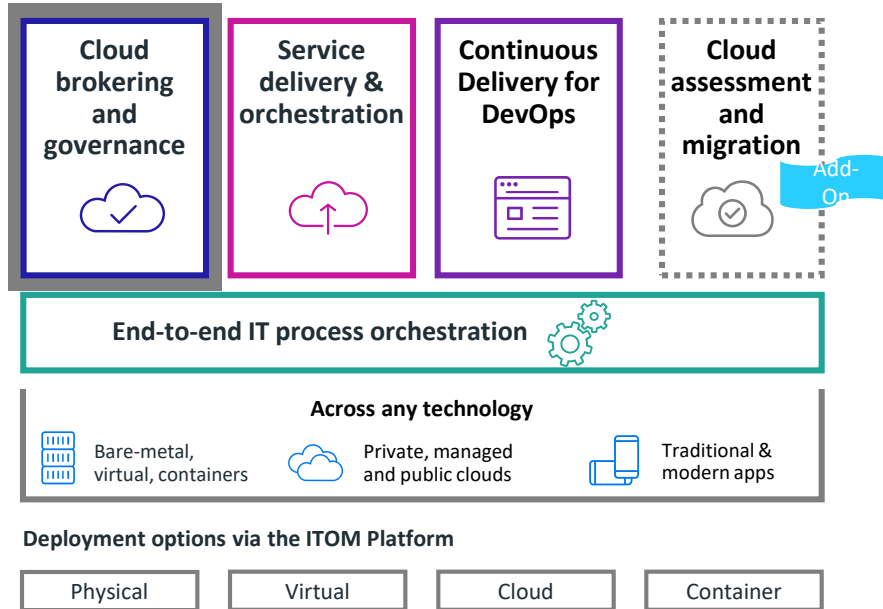 Cloud
brokering
and
governance
Service
delivery &
orchestration
Continuous
Delivery for
DevOps
Cloud
assessment
and
migration
Add-
On
End-to-end IT process orchestration
Across any technology
Bare-metal,
virtual, containers
Private, managed
and public clouds
Traditional &
modern apps
Deployment options via the ITOM Platform
Physical
Virtual
Cloud
Container